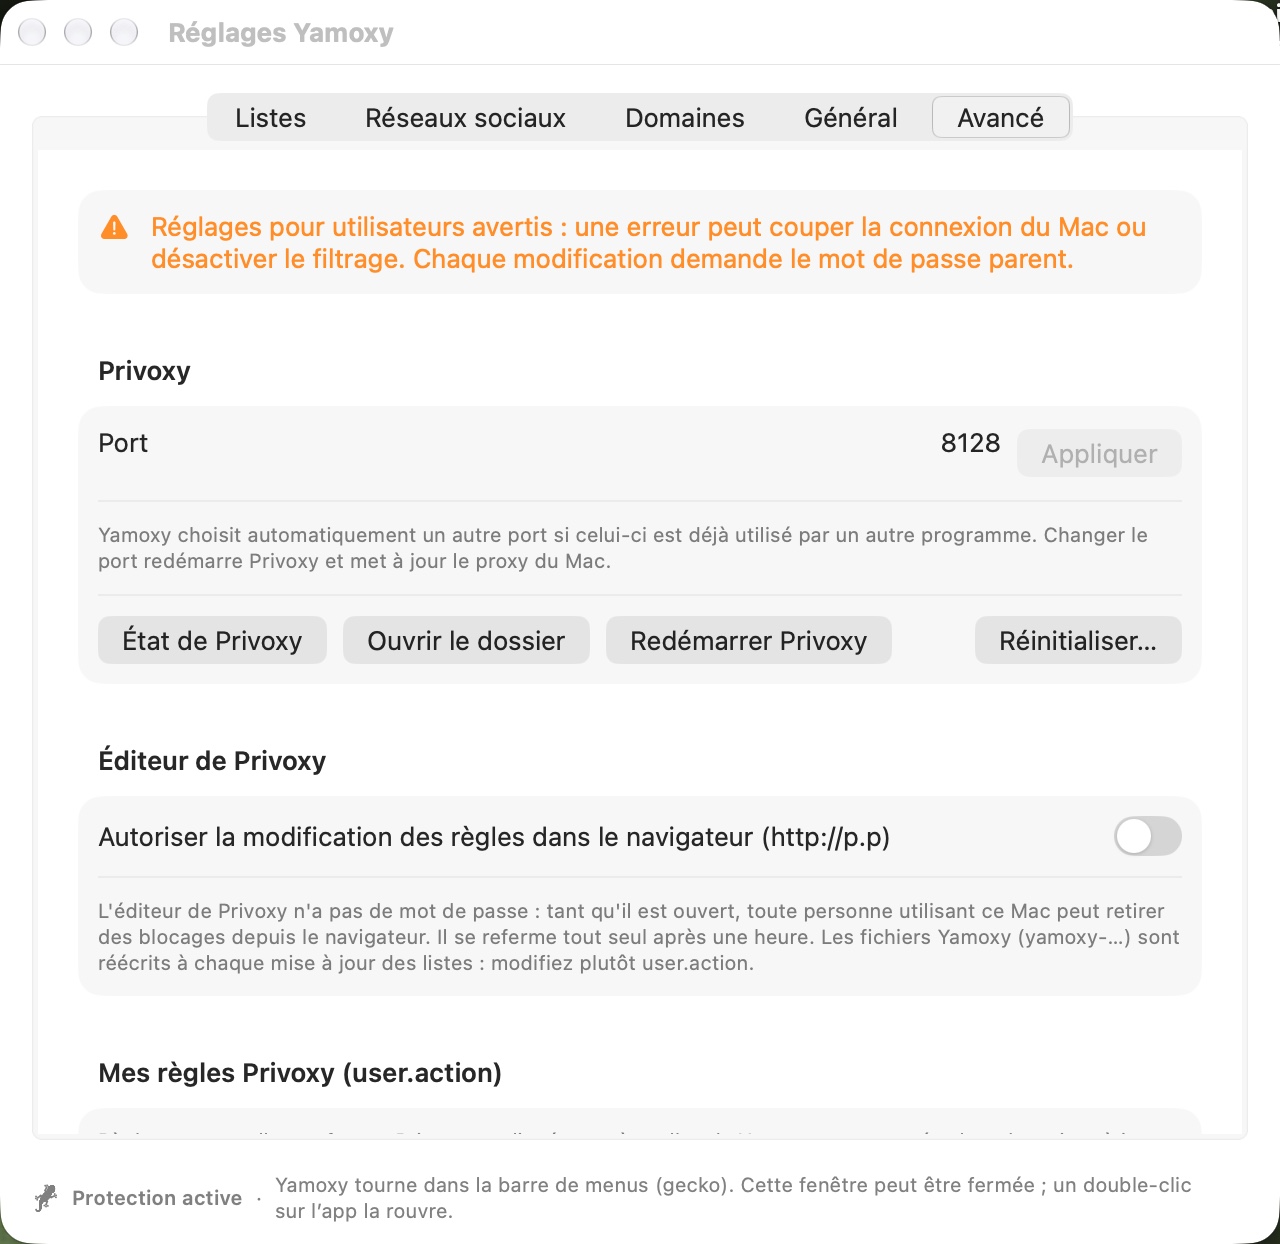 Réglages Yamoxy
Listes
Réseaux sociaux
Domaines
Général
Avancé
Réglages pour utilisateurs avertis : une erreur peut couper la connexion du Mac ou
désactiver le filtrage. Chaque modification demande le mot de passe parent.
Privoxy
Port
8128
Appliquer
Yamoxy choisit automatiquement un autre port si celui-ci est déjà utilisé par un autre programme. Changer le
port redémarre Privoxy et met à jour le proxy du Mac.
État de Privoxy
Ouvrir le dossier
Redémarrer Privoxy
Réinitialiser...
Éditeur de Privoxy
Autoriser la modification des règles dans le navigateur (http://p.p)
L'éditeur de Privoxy n'a pas de mot de passe : tant qu'il est ouvert, toute personne utilisant ce Mac peut retirer
des blocages depuis le navigateur. Il se referme tout seul après une heure. Les fichiers Yamoxy (yamoxy-...) sont
réécrits à chaque mise à jour des listes : modifiez plutôt user.action.
Mes règles Privoxy (user.action)
Protection active ·
Yamoxy tourne dans la barre de menus (gecko). Cette fenêtre peut être fermée ; un double-clic
sur l’app la rouvre.